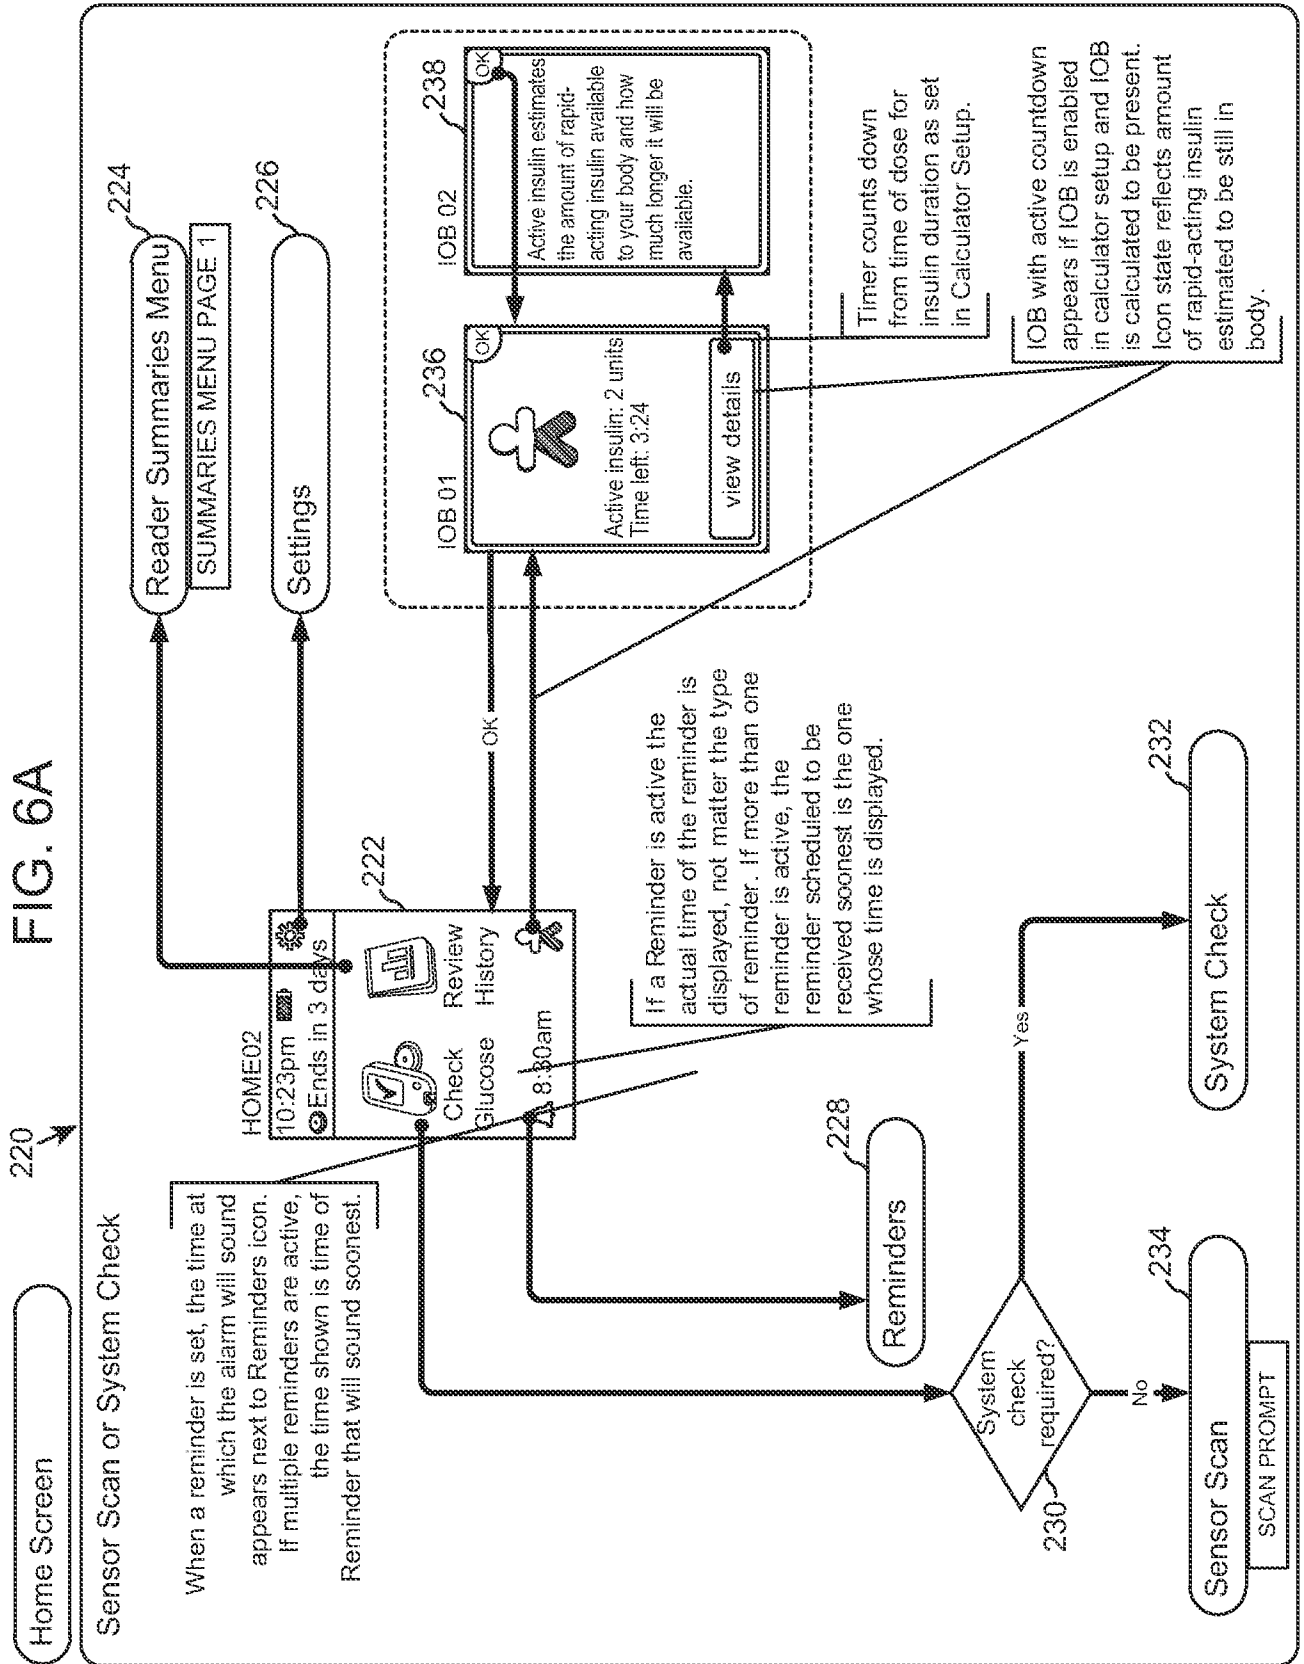 FIG. 6A
Home Screen
220
Sensor Scan or System Check
When a reminder is set, the time at
which the alarm will sound
appears next to Reminders icon.
If multiple reminders are active,
the time shown is time of
Reminder that will sound soonest.
HOME02
10:23pm
Ends in 3 days
Check
Glucose
Review
History
8:30am
222
Reader Summaries Menu
224
SUMMARIES MENU PAGE 1
Settings
226
OK
IOB 01
236
OK
Active insulin: 2 units
Time left: 3:24
view details
IOB 02
238
OK
Active insulin estimates
the amount of rapid-
acting insulin available
to your body and how
much longer it will be
available.
If a Reminder is active the
actual time of the reminder is
displayed, not matter the type
of reminder. If more than one
reminder is active, the
reminder scheduled to be
received soonest is the one
whose time is displayed.
Timer counts down
from time of dose for
insulin duration as set
in Calculator Setup.
IOB with active countdown
appears if IOB is enabled
in calculator setup and IOB
is calculated to be present.
Icon state reflects amount
of rapid-acting insulin
estimated to be still in
body.
Reminders
228
System
check
required?
230
Yes
No
System Check
232
Sensor Scan
234
SCAN PROMPT